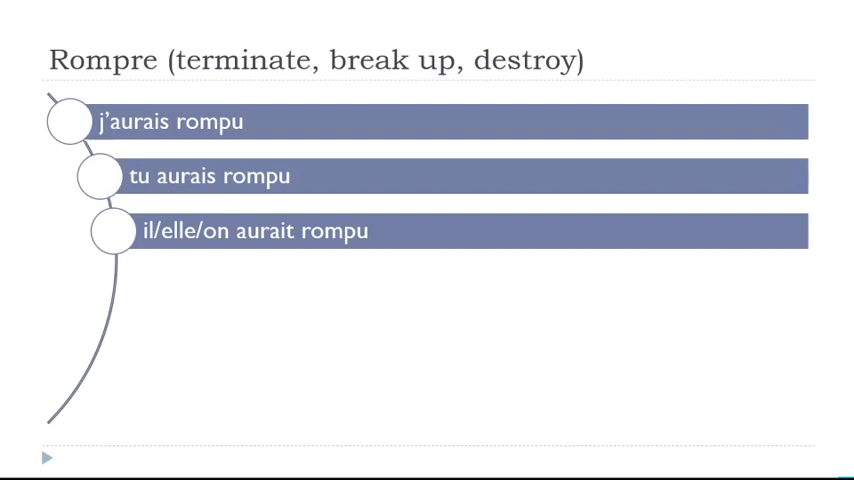 Rompre (terminate, break up, destroy)
j’aurais rompu
tu aurais rompu
il/elle/on aurait rompu